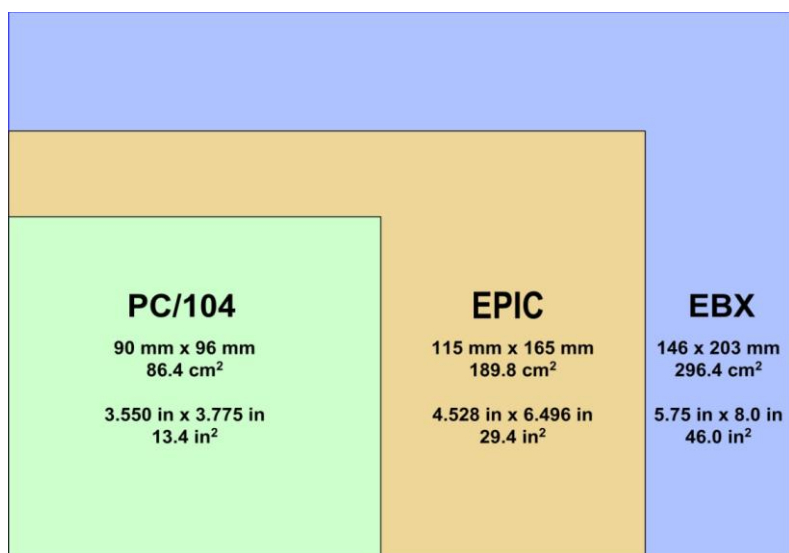 PC/104
90 mm x 96 mm
86.4 cm²
3.550 in x 3.775 in
13.4 in²
EPIC
115 mm x 165 mm
189.8 cm²
4.528 in x 6.496 in
29.4 in²
EBX
146 x 203 mm
296.4 cm²
5.75 in x 8.0 in
46.0 in²